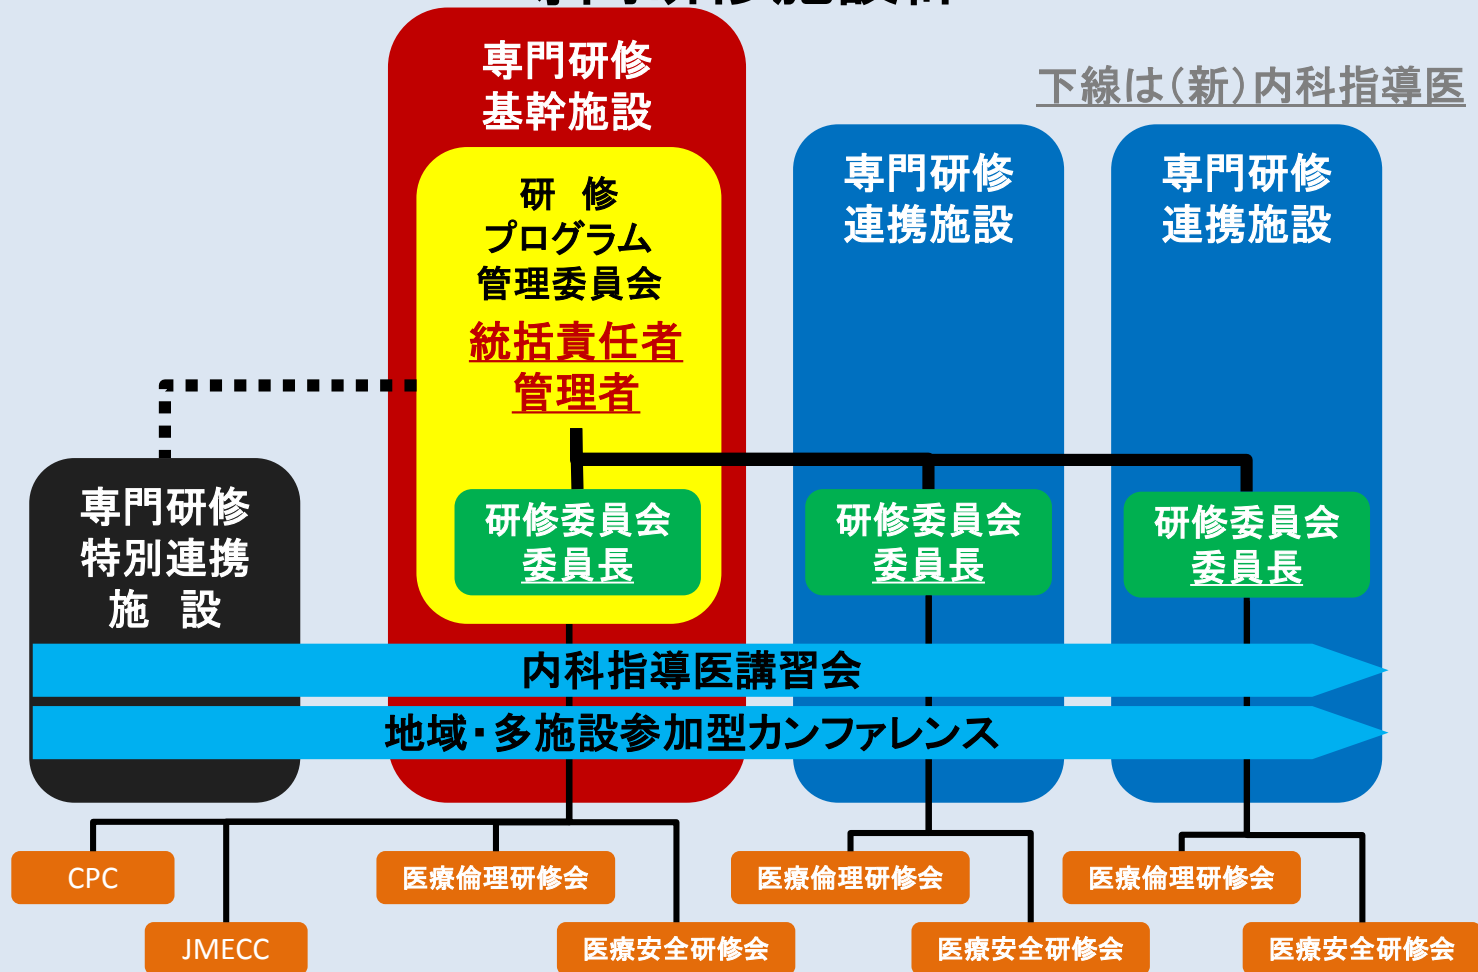 専門研修
基幹施設
下線は（新）内科指導医
研　修
プログラム
管理委員会
統括責任者
管理者
専門研修
連携施設
専門研修
連携施設
専門研修
特別連携
施　設
研修委員会
委員長
研修委員会
委員長
研修委員会
委員長
内科指導医講習会
地域・多施設参加型カンファレンス
CPC
医療倫理研修会
医療倫理研修会
医療倫理研修会
JMECC
医療安全研修会
医療安全研修会
医療安全研修会